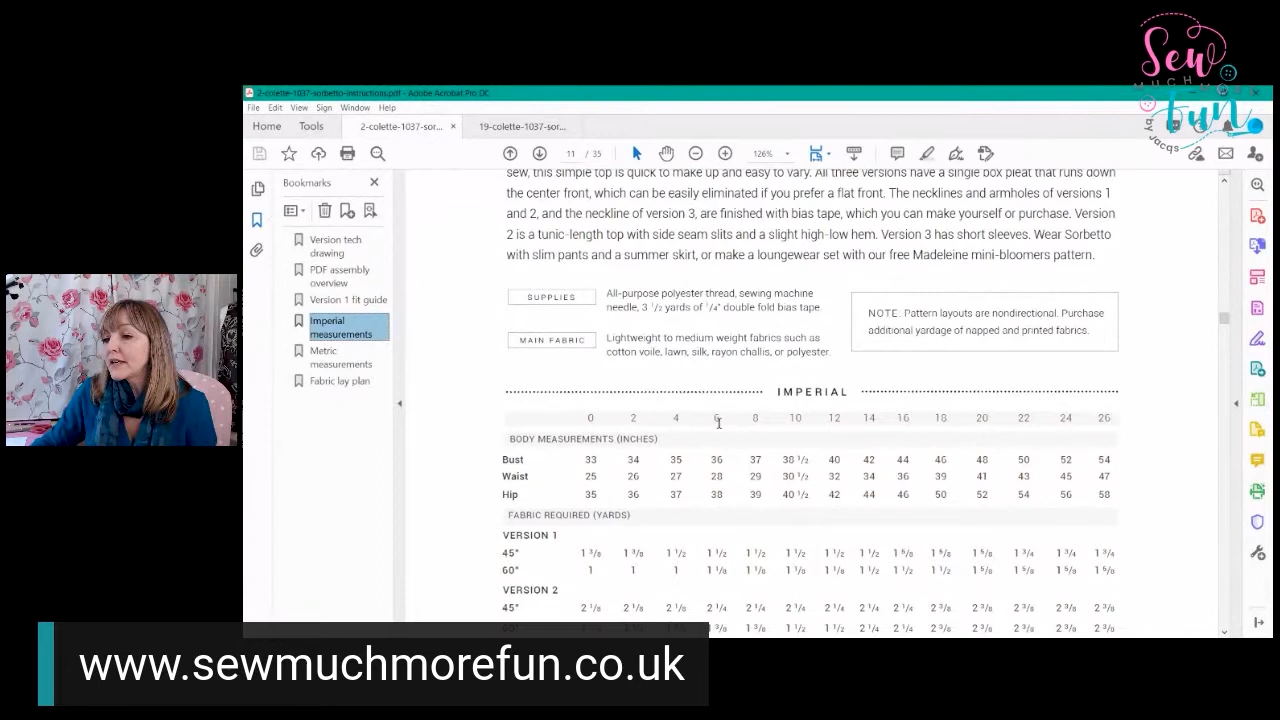 Sew
MUCH MORE
Fun
by Jacqs
2-colette-1037-sorbetto-instructions.pdf - Adobe Acrobat Pro DC
File Edit View Sign Window Help
Home Tools 2-colette-1037-sor... × 19-colette-1037-sor...
11 / 35 126%
Bookmarks
Version tech
drawing
PDF assembly
overview
Version 1 fit guide
Imperial
measurements
Metric
measurements
Fabric lay plan
sew, this simple top is quick to make up and easy to vary. All three versions have a single box pleat that runs down
the center front, which can be easily eliminated if you prefer a flat front. The necklines and armholes of versions 1
and 2, and the neckline of version 3, are finished with bias tape, which you can make yourself or purchase. Version
2 is a tunic-length top with side seam slits and a slight high-low hem. Version 3 has short sleeves. Wear Sorbetto
with slim pants and a summer skirt, or make a loungewear set with our free Madeleine mini-bloomers pattern.
SUPPLIES
All-purpose polyester thread, sewing machine
needle, 3 1/2 yards of 1/4" double fold bias tape
MAIN FABRIC
Lightweight to medium weight fabrics such as
cotton voile, lawn, silk, rayon challis, or polyester.
NOTE: Pattern layouts are nondirectional. Purchase
additional yardage of napped and printed fabrics.
IMPERIAL
0 2 4 6 8 10 12 14 16 18 20 22 24 26
BODY MEASUREMENTS (INCHES)
Bust 33 34 35 36 37 38 1/2 40 42 44 46 48 50 52 54
Waist 25 26 27 28 29 30 1/2 32 34 36 39 41 43 45 47
Hip 35 36 37 38 39 40 1/2 42 44 46 50 52 54 56 58
FABRIC REQUIRED (YARDS)
VERSION 1
45" 1 3/8 1 3/8 1 1/2 1 1/2 1 1/2 1 1/2 1 1/2 1 1/2 1 5/8 1 5/8 1 5/8 1 3/4 1 3/4 1 3/4
60" 1 1 1 1 1/8 1 1/8 1 1/8 1 1/8 1 1/2 1 1/2 1 1/2 1 5/8 1 5/8 1 5/8 1 5/8
VERSION 2
45" 2 1/8 2 1/8 2 1/8 2 1/4 2 1/4 2 1/4 2 1/4 2 1/4 2 1/4 2 3/8 2 3/8 2 3/8 2 3/8 2 3/8
www.sewmuchmorefun.co.uk